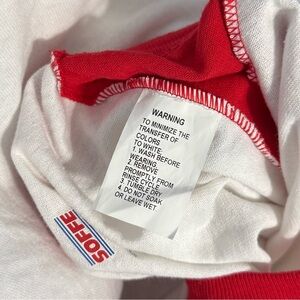 WARNING
TO MINIMIZE THE
TRANSFER OF
COLORS
TO WHITE:
1. WASH BEFORE
WEARING.
2. REMOVE
PROMPTLY FROM
RINSE CYCLE.
3. TUMBLE DRY
4. DO NOT SOAK
OR LEAVE WET
SOFFE